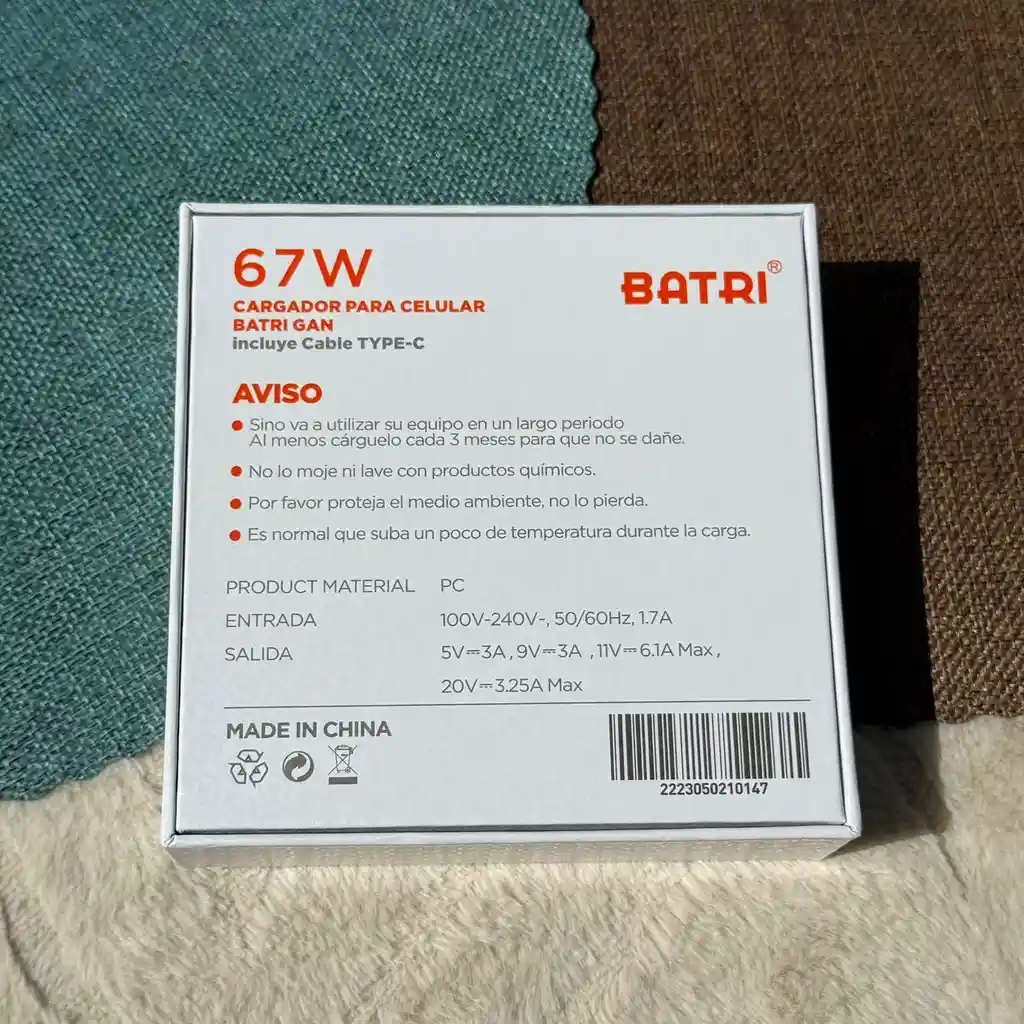 67W
BATRI®
CARGADOR PARA CELULAR
BATRI GAN
incluye Cable TYPE-C
AVISO
• Sino va a utilizar su equipo en un largo periodo
Al menos cárguelo cada 3 meses para que no se dañe.
• No lo moje ni lave con productos químicos.
• Por favor proteja el medio ambiente, no lo pierda.
• Es normal que suba un poco de temperatura durante la carga.
PRODUCT MATERIAL PC
ENTRADA 100V-240V~, 50/60Hz, 1.7A
SALIDA 5V⎓3A , 9V⎓3A , 11V⎓6.1A Max ,
20V⎓3.25A Max
MADE IN CHINA
2223050210147